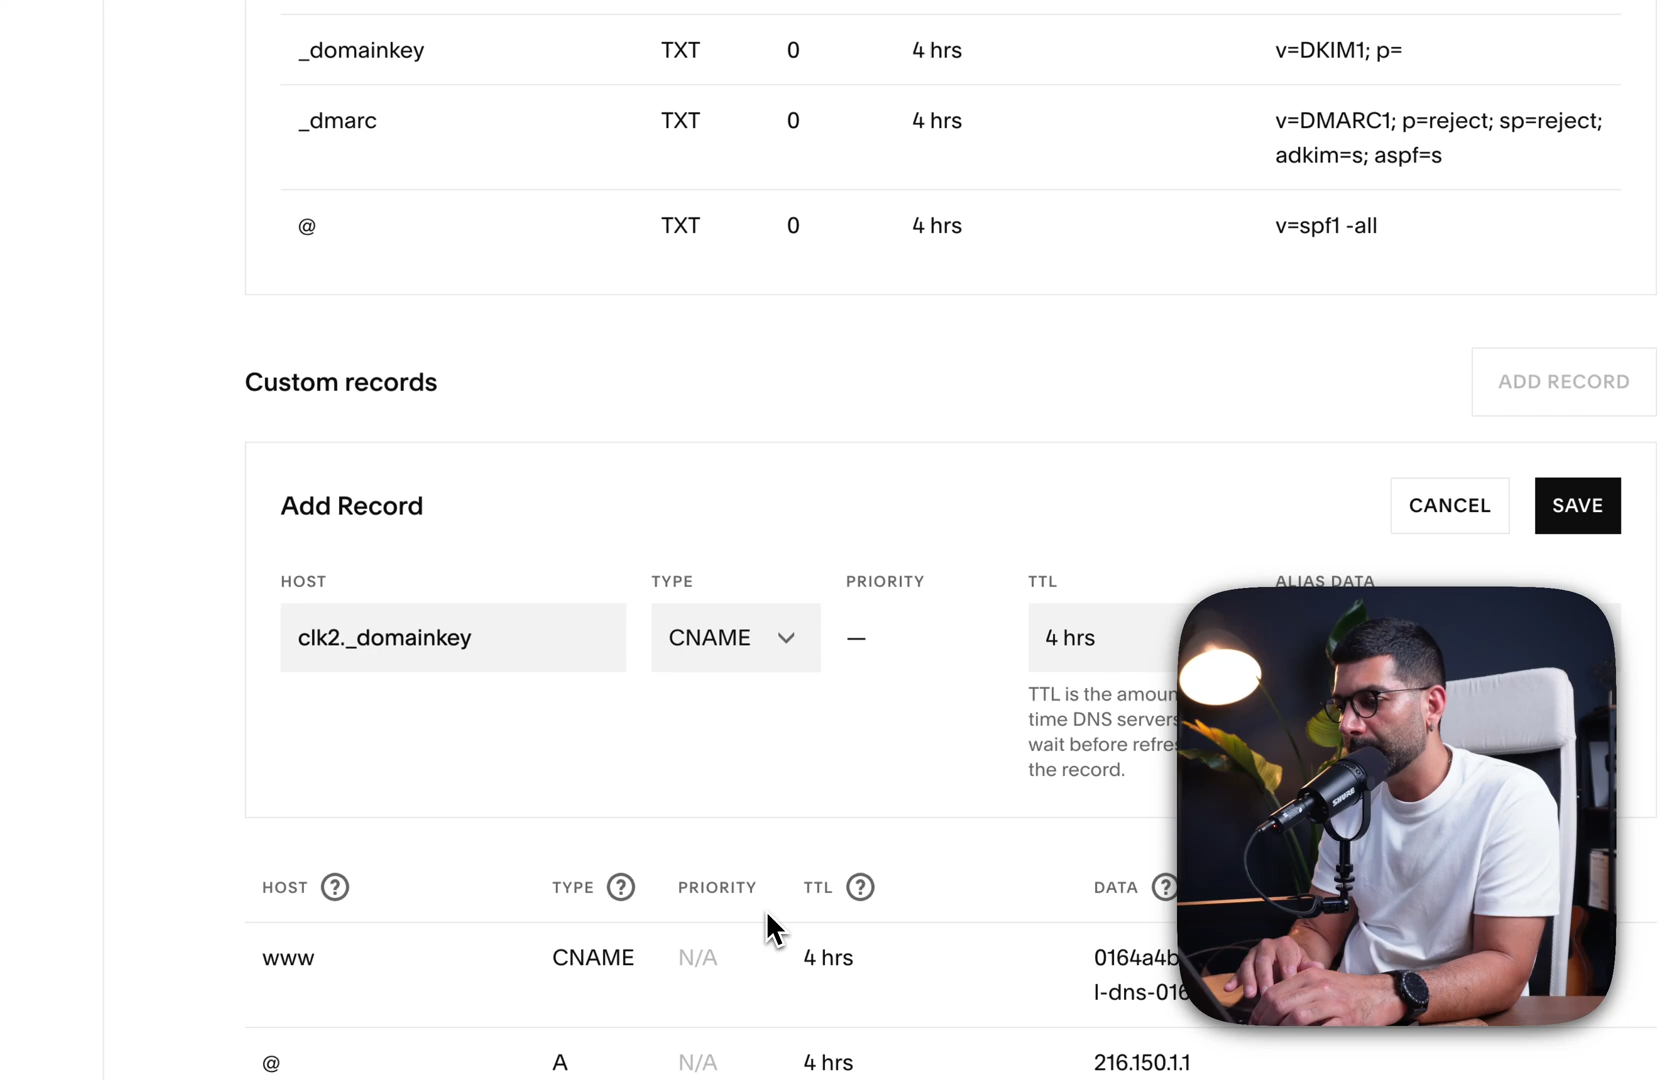 _domainkey TXT 0 4 hrs v=DKIM1; p=
_dmarc TXT 0 4 hrs v=DMARC1; p=reject; sp=reject;
adkim=s; aspf=s
@ TXT 0 4 hrs v=spf1 -all
Custom records ADD RECORD
Add Record CANCEL SAVE
HOST TYPE PRIORITY TTL ALIAS DATA
clk2._domainkey CNAME — 4 hrs
TTL is the
time DNS servers
wait before
the record.
SHURE
HOST ? TYPE ? PRIORITY TTL ? DATA ?
www CNAME N/A 4 hrs 0164a4b
l-dns-016
@ A N/A 4 hrs 216.150.1.1